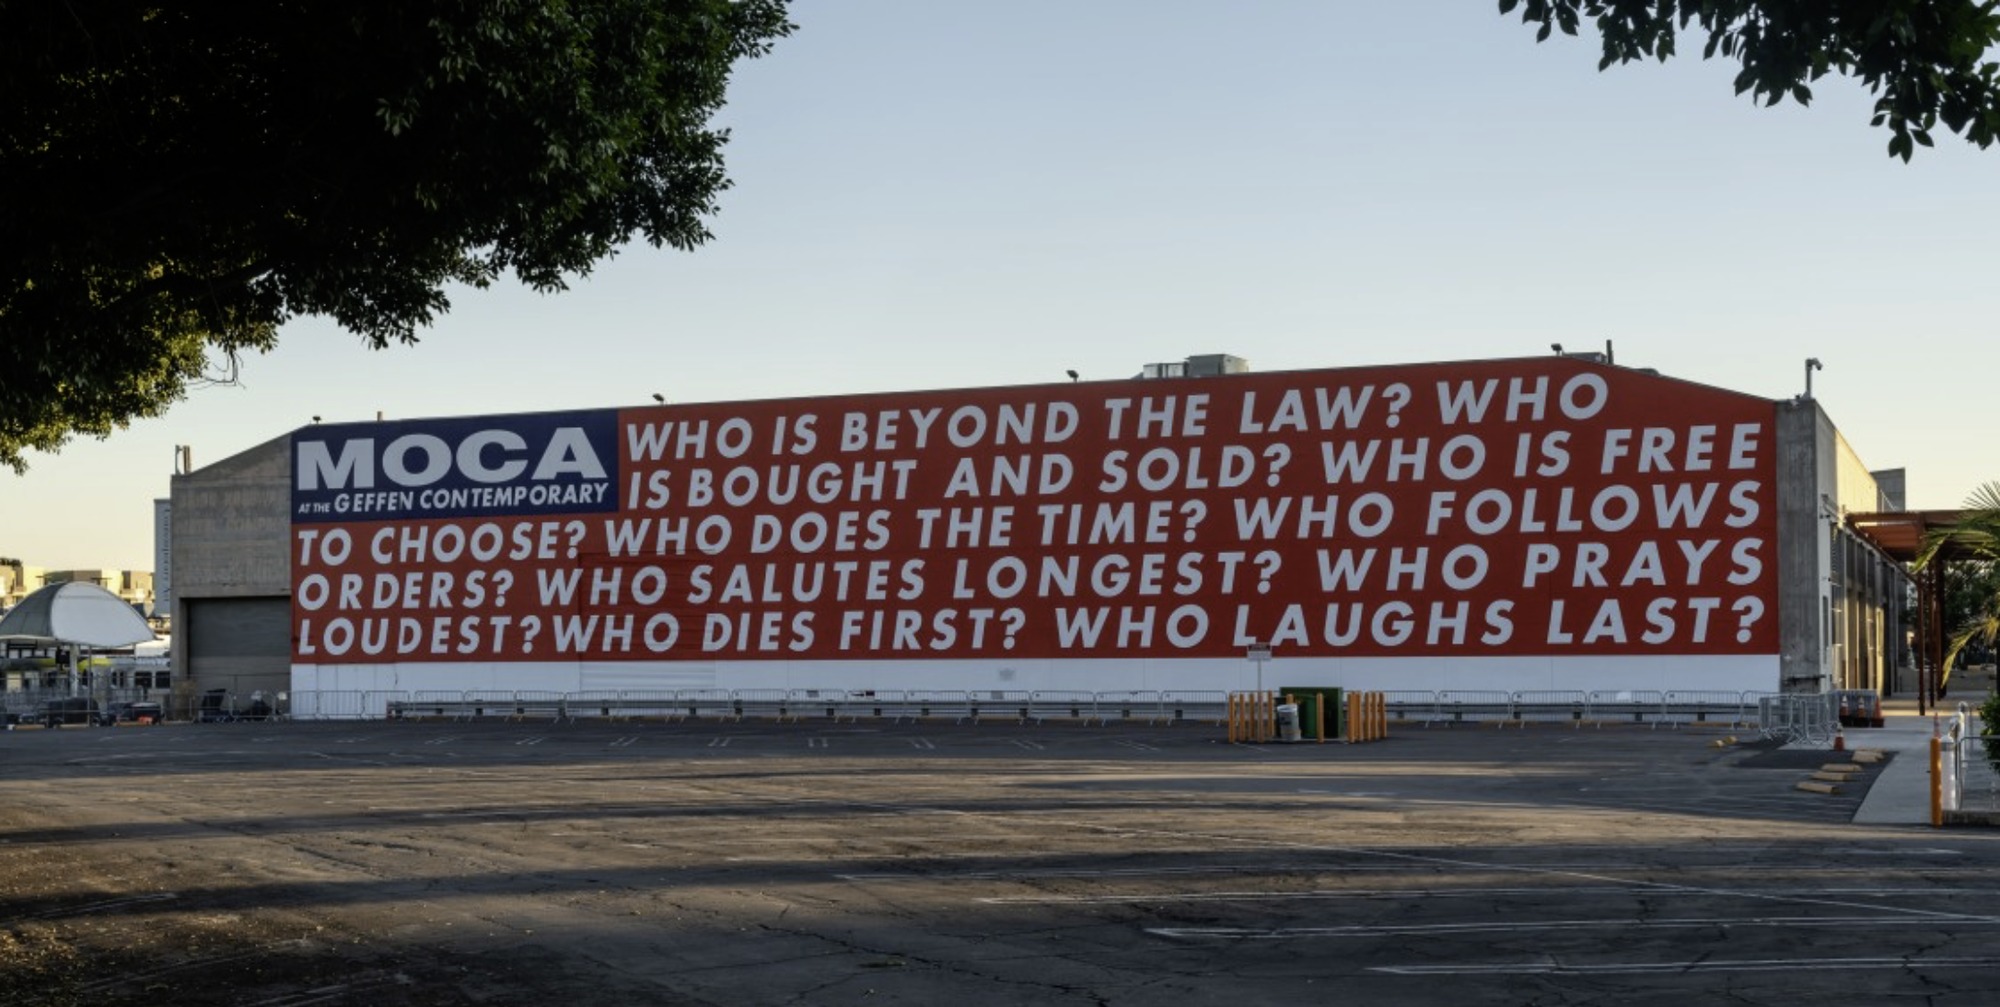 MOCA
AT THE GEFFEN CONTEMPORARY
WHO IS BEYOND THE LAW? WHO
IS BOUGHT AND SOLD? WHO IS FREE
TO CHOOSE? WHO DOES THE TIME? WHO FOLLOWS
ORDERS? WHO SALUTES LONGEST? WHO PRAYS
LOUDEST? WHO DIES FIRST? WHO LAUGHS LAST?